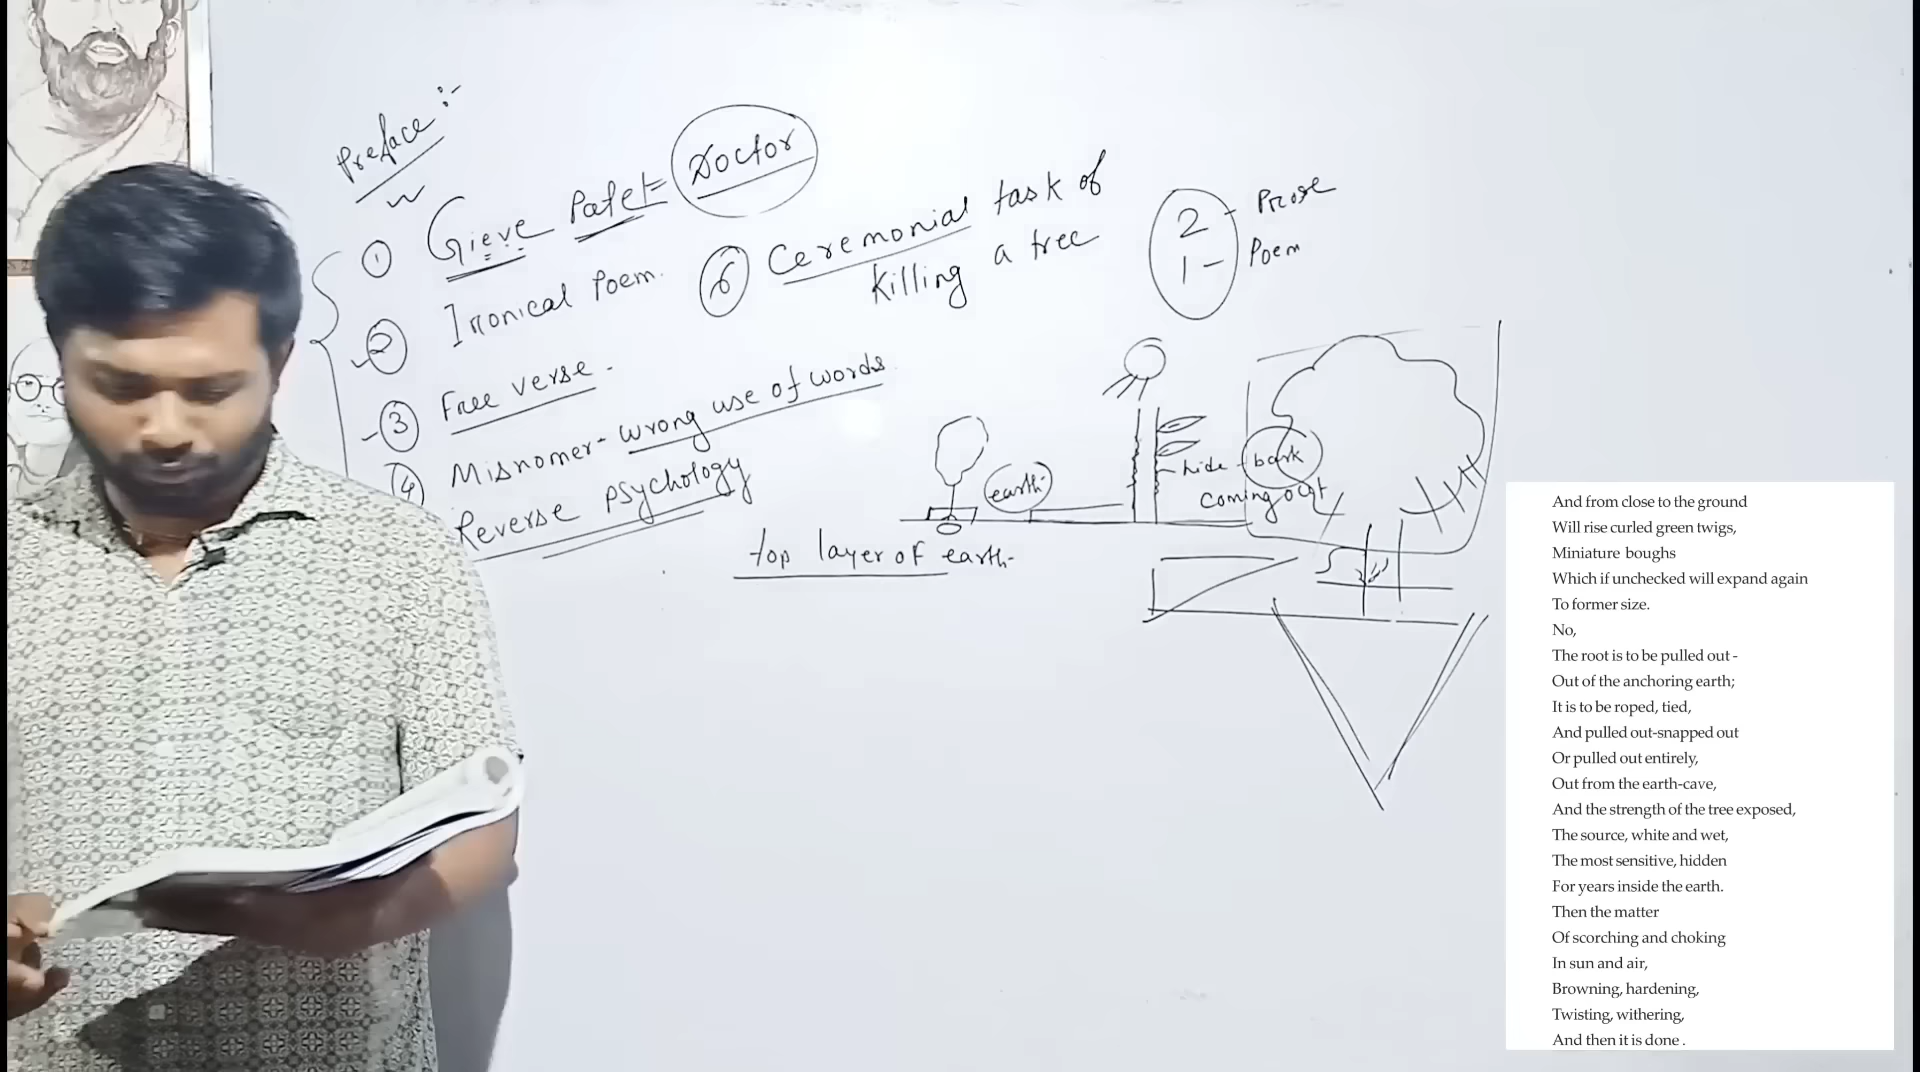 Preface :-
① Gieve Patel = Doctor
② Ironical Poem.
③ Free verse.
④ Misnomer - wrong use of words
Reverse psychology
⑥ Ceremonial task of
killing a tree
2 - Prose
1 - Poem
earth
top layer of earth
hide - bark
coming out
And from close to the ground
Will rise curled green twigs,
Miniature boughs
Which if unchecked will expand again
To former size.
No,
The root is to be pulled out -
Out of the anchoring earth;
It is to be roped, tied,
And pulled out-snapped out
Or pulled out entirely,
Out from the earth-cave,
And the strength of the tree exposed,
The source, white and wet,
The most sensitive, hidden
For years inside the earth.
Then the matter
Of scorching and choking
In sun and air,
Browning, hardening,
Twisting, withering,
And then it is done .